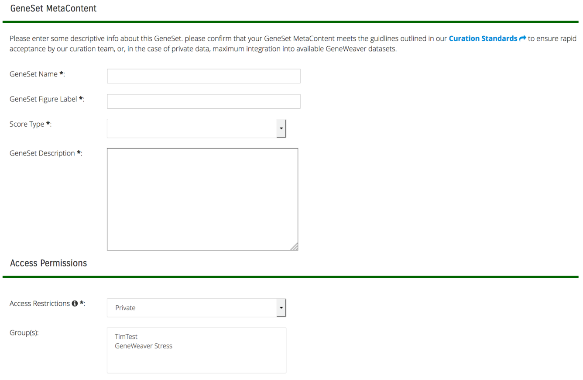 GeneSet MetaContent
Please enter some descriptive info about this GeneSet. please confirm that your GeneSet MetaContent meets the guidlines outlined in our Curation Standards to ensure rapid
acceptance by our curation team, or, in the case of private data, maximum integration into available GeneWeaver datasets.
GeneSet Name *:
GeneSet Figure Label *:
Score Type *:
GeneSet Description *:
Access Permissions
Access Restrictions *:
Private
Group(s):
TimTest
GeneWeaver Stress